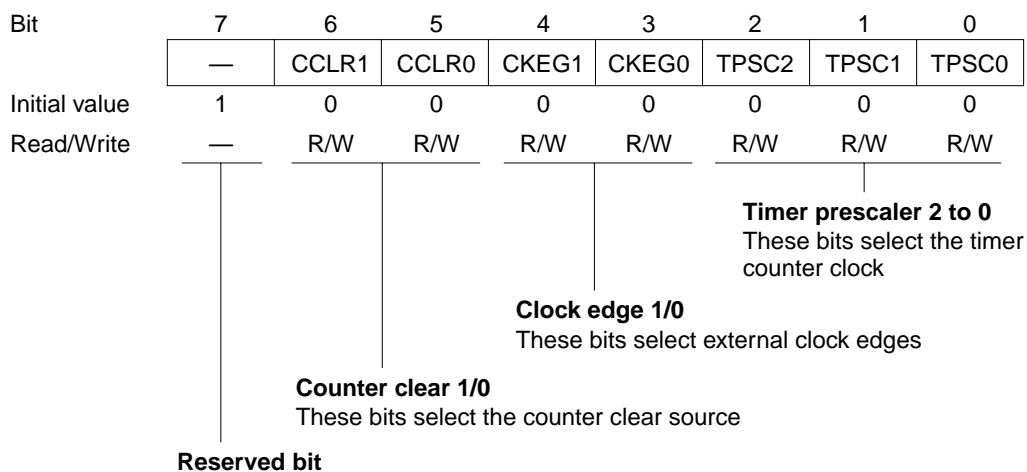 Bit 7 6 5 4 3 2 1 0
— CCLR1 CCLR0 CKEG1 CKEG0 TPSC2 TPSC1 TPSC0
Initial value 1 0 0 0 0 0 0 0
Read/Write — R/W R/W R/W R/W R/W R/W R/W
Timer prescaler 2 to 0
These bits select the timer
counter clock
Clock edge 1/0
These bits select external clock edges
Counter clear 1/0
These bits select the counter clear source
Reserved bit